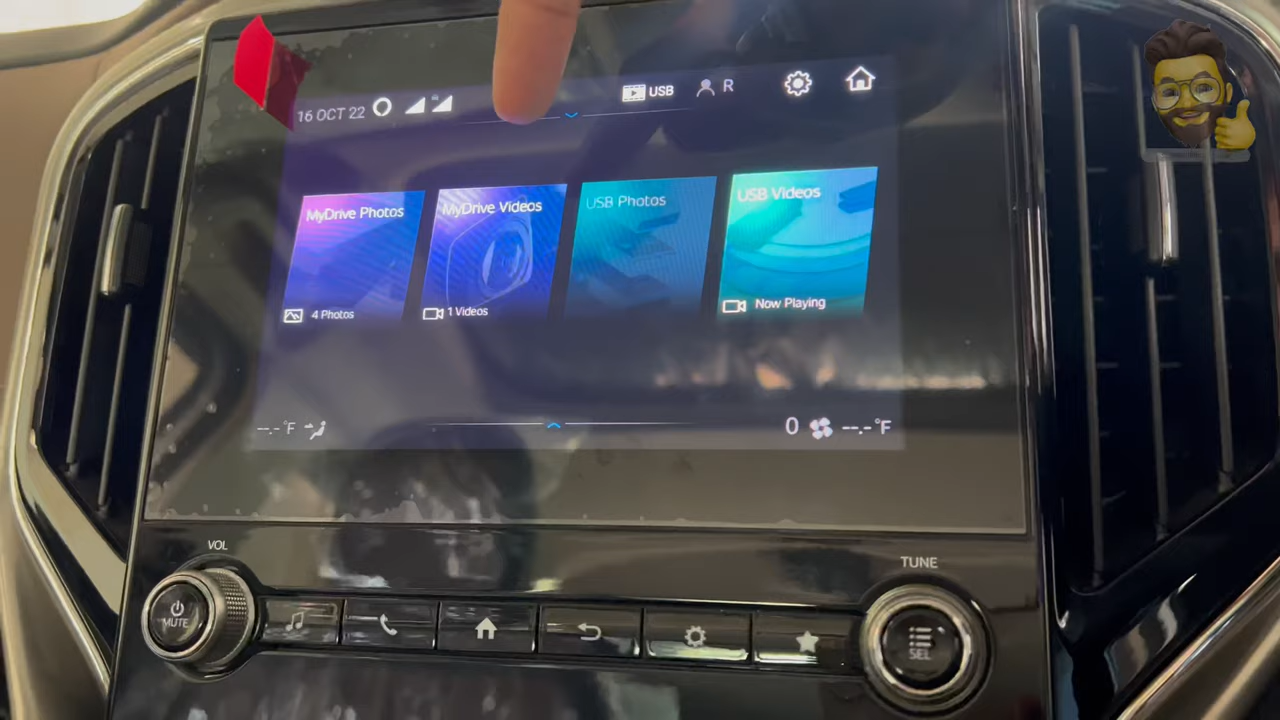 16 OCT 22
USB
R
MyDrive Photos
MyDrive Videos
USB Photos
USB Videos
4 Photos
1 Videos
Now Playing
--.-°F
0
--.-°F
VOL
TUNE
MUTE
SEL